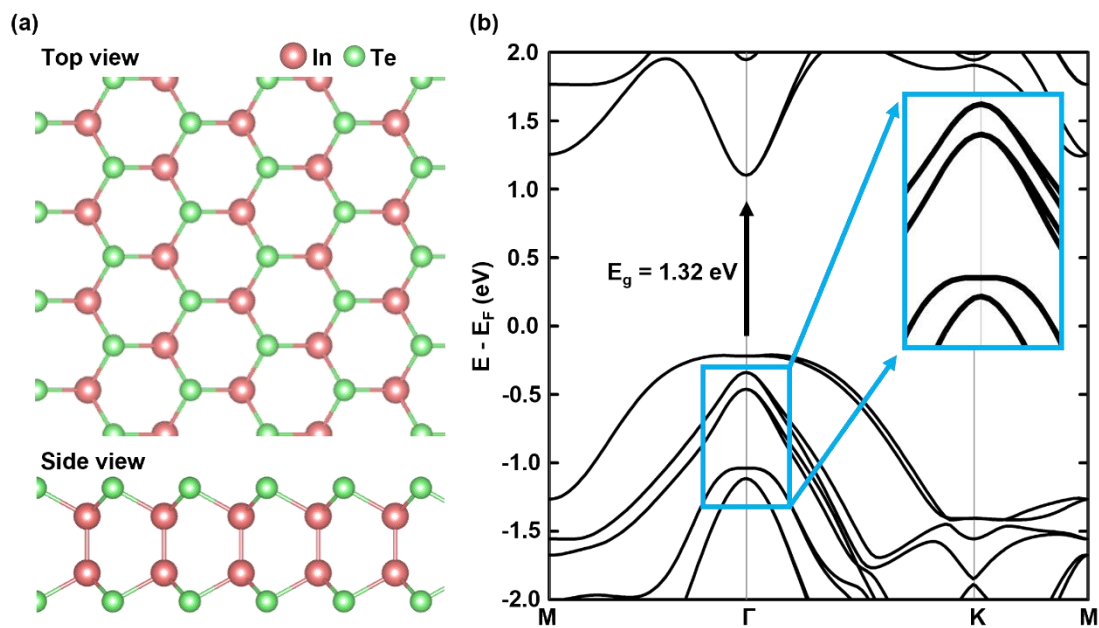 (a)
Top view
In
Te
Side view
(b)
E - E_F (eV)
2.0
1.5
1.0
0.5
0.0
-0.5
-1.0
-1.5
-2.0
E_g = 1.32 eV
M
Γ
K
M